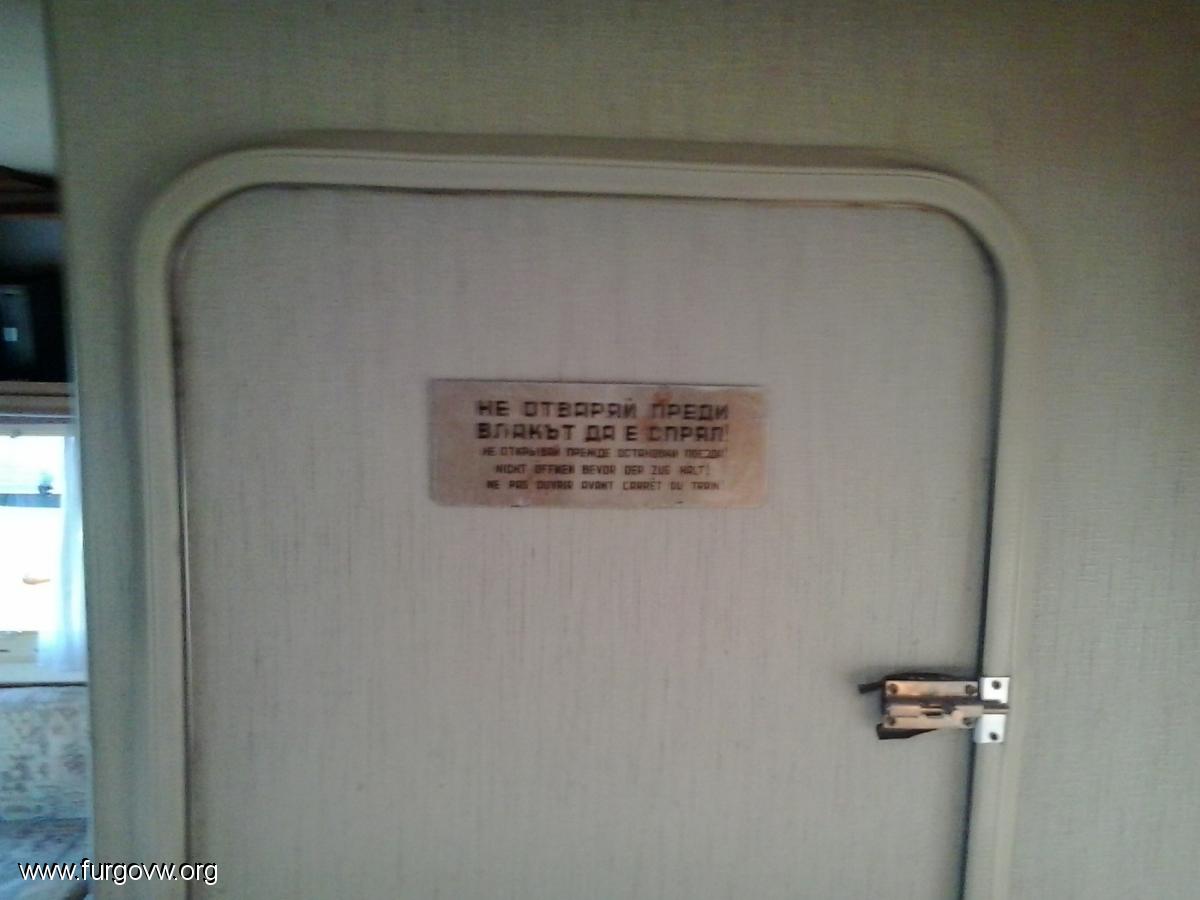 НЕ ОТВАРЯЙ ПРЕДИ
ВЛАКЪТ ДА Е СПРЯЛ!
НЕ ОТКРЫВАЙ ПРЕЖДЕ ОСТАНОВКИ ПОЕЗДА!
NICHT ÖFFNEN BEVOR DER ZUG HÄLT!
NE PAS OUVRIR AVANT L'ARRÊT DU TRAIN
www.furgovw.org